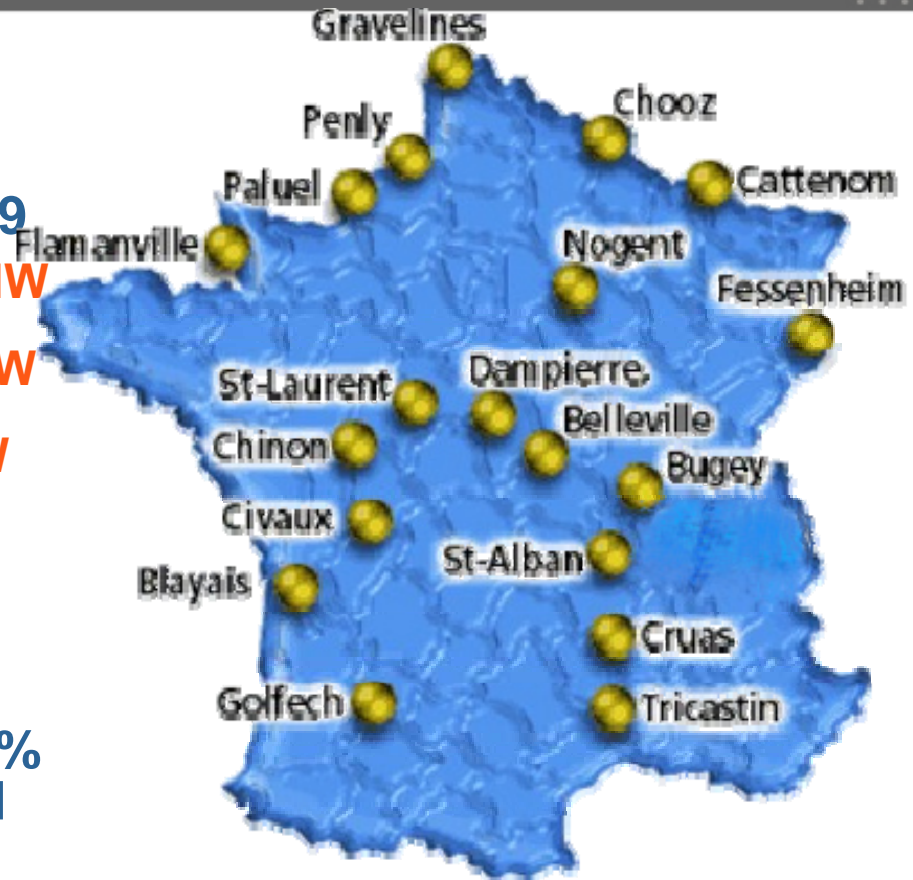 Gravelines
Chooz
Penly
Cattenom
Paluel
9
Flamanville
Nogent
W
Fessenheim
W
Dampierre
St-Laurent
Belleville
Chinon
Bugey
Civaux
St-Alban
Blayais
Cruas
Golfech
Tricastin
%